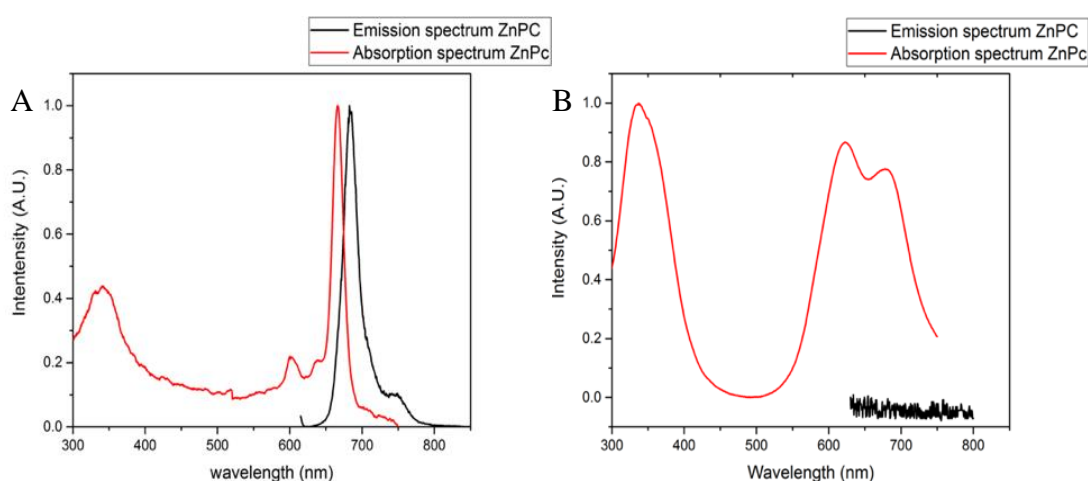 Emission spectrum ZnPC
Absorption spectrum ZnPc
A
1.0
0.8
0.6
0.4
0.2
0.0
Intentensity (A.U.)
300 400 500 600 700 800
wavelength (nm)
Emission spectrum ZnPC
Absorption spectrum ZnPc
B
1.0
0.8
0.6
0.4
0.2
0.0
Intensity (A.U.)
300 400 500 600 700 800
Wavelength (nm)